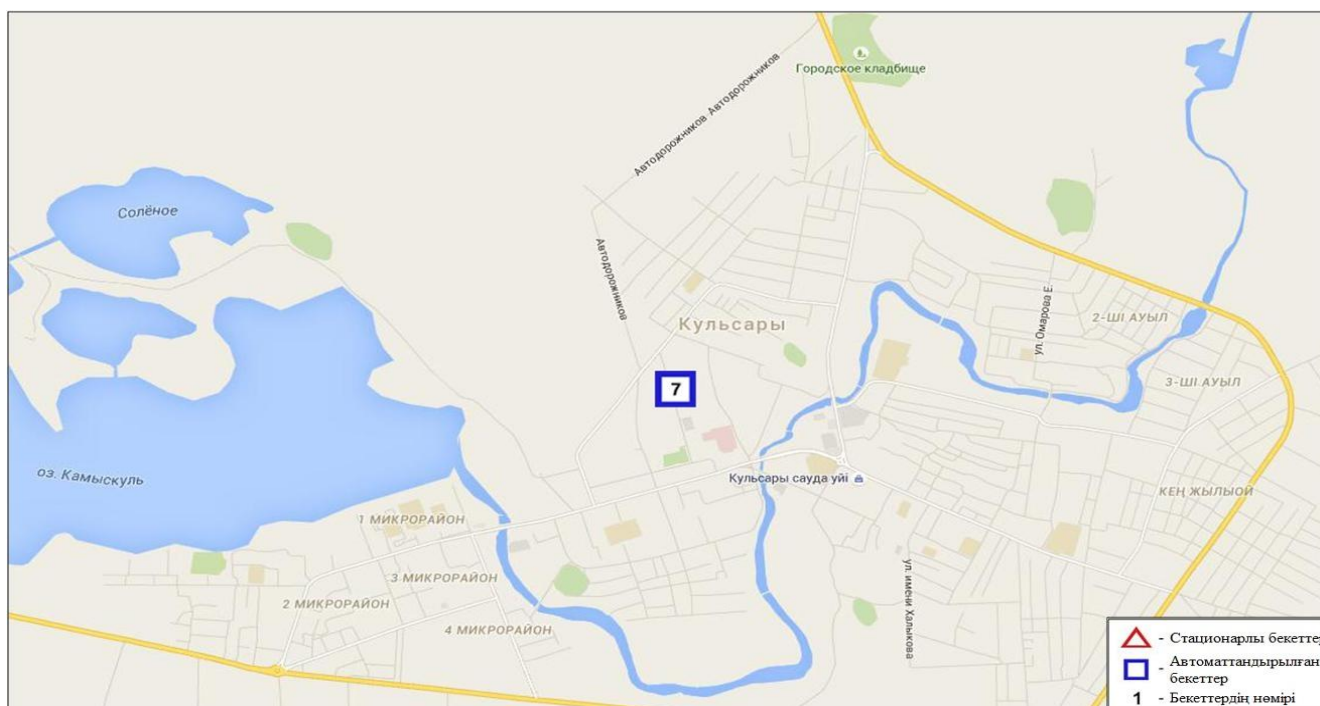 Городское кладбище
Автодорожников Автодорожников
Солёное
Автодорожников
Кульсары
ул. Омарова Е.
2-ШІ АУЫЛ
3-ШІ АУЫЛ
7
оз. Камыскуль
Кульсары сауда уйі
КЕҢ ЖЫЛЫОЙ
1 МИКРОРАЙОН
3 МИКРОРАЙОН
2 МИКРОРАЙОН
4 МИКРОРАЙОН
ул. имени Халыкова
- Стационарлы бекеттер
- Автоматтандырылған
бекеттер
1 - Бекеттердің нөмірі